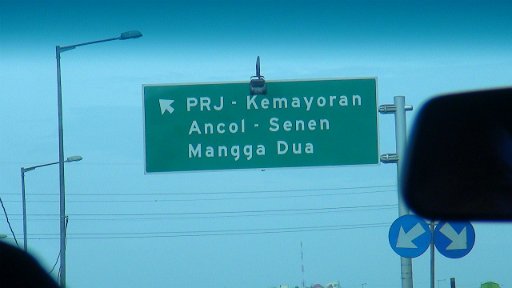 PRJ - Kemayoran
Ancol - Senen
Mangga Dua